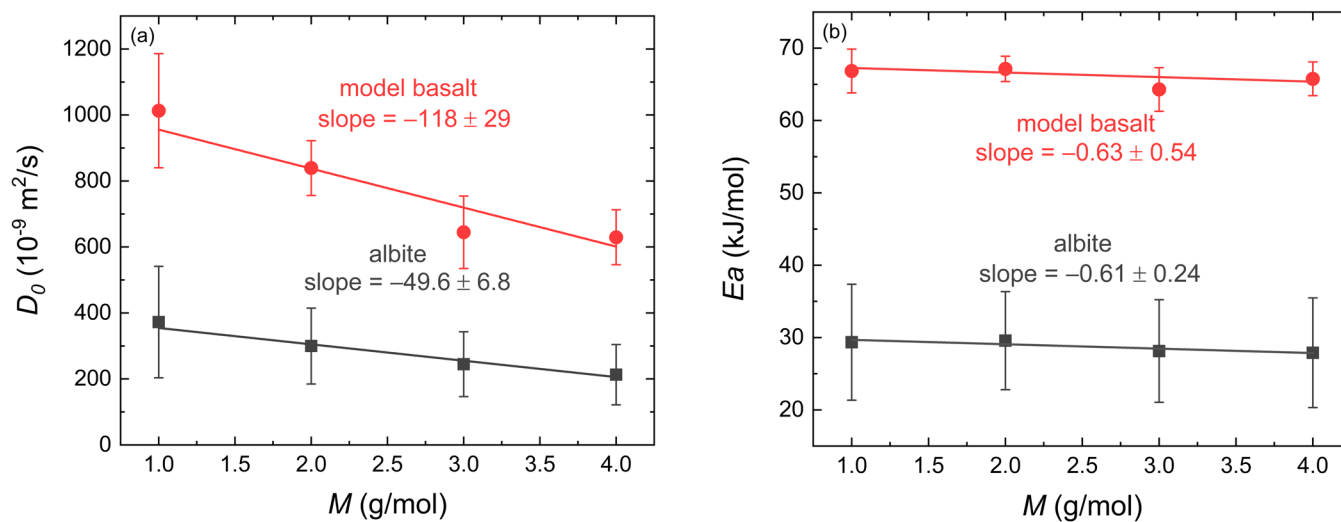 (a)
1200
1000
800
600
400
200
0
D₀ (10⁻⁹ m²/s)
model basalt
slope = –118 ± 29
albite
slope = –49.6 ± 6.8
1.0 1.5 2.0 2.5 3.0 3.5 4.0
M (g/mol)
(b)
70
60
50
40
30
20
Ea (kJ/mol)
model basalt
slope = –0.63 ± 0.54
albite
slope = –0.61 ± 0.24
1.0 1.5 2.0 2.5 3.0 3.5 4.0
M (g/mol)